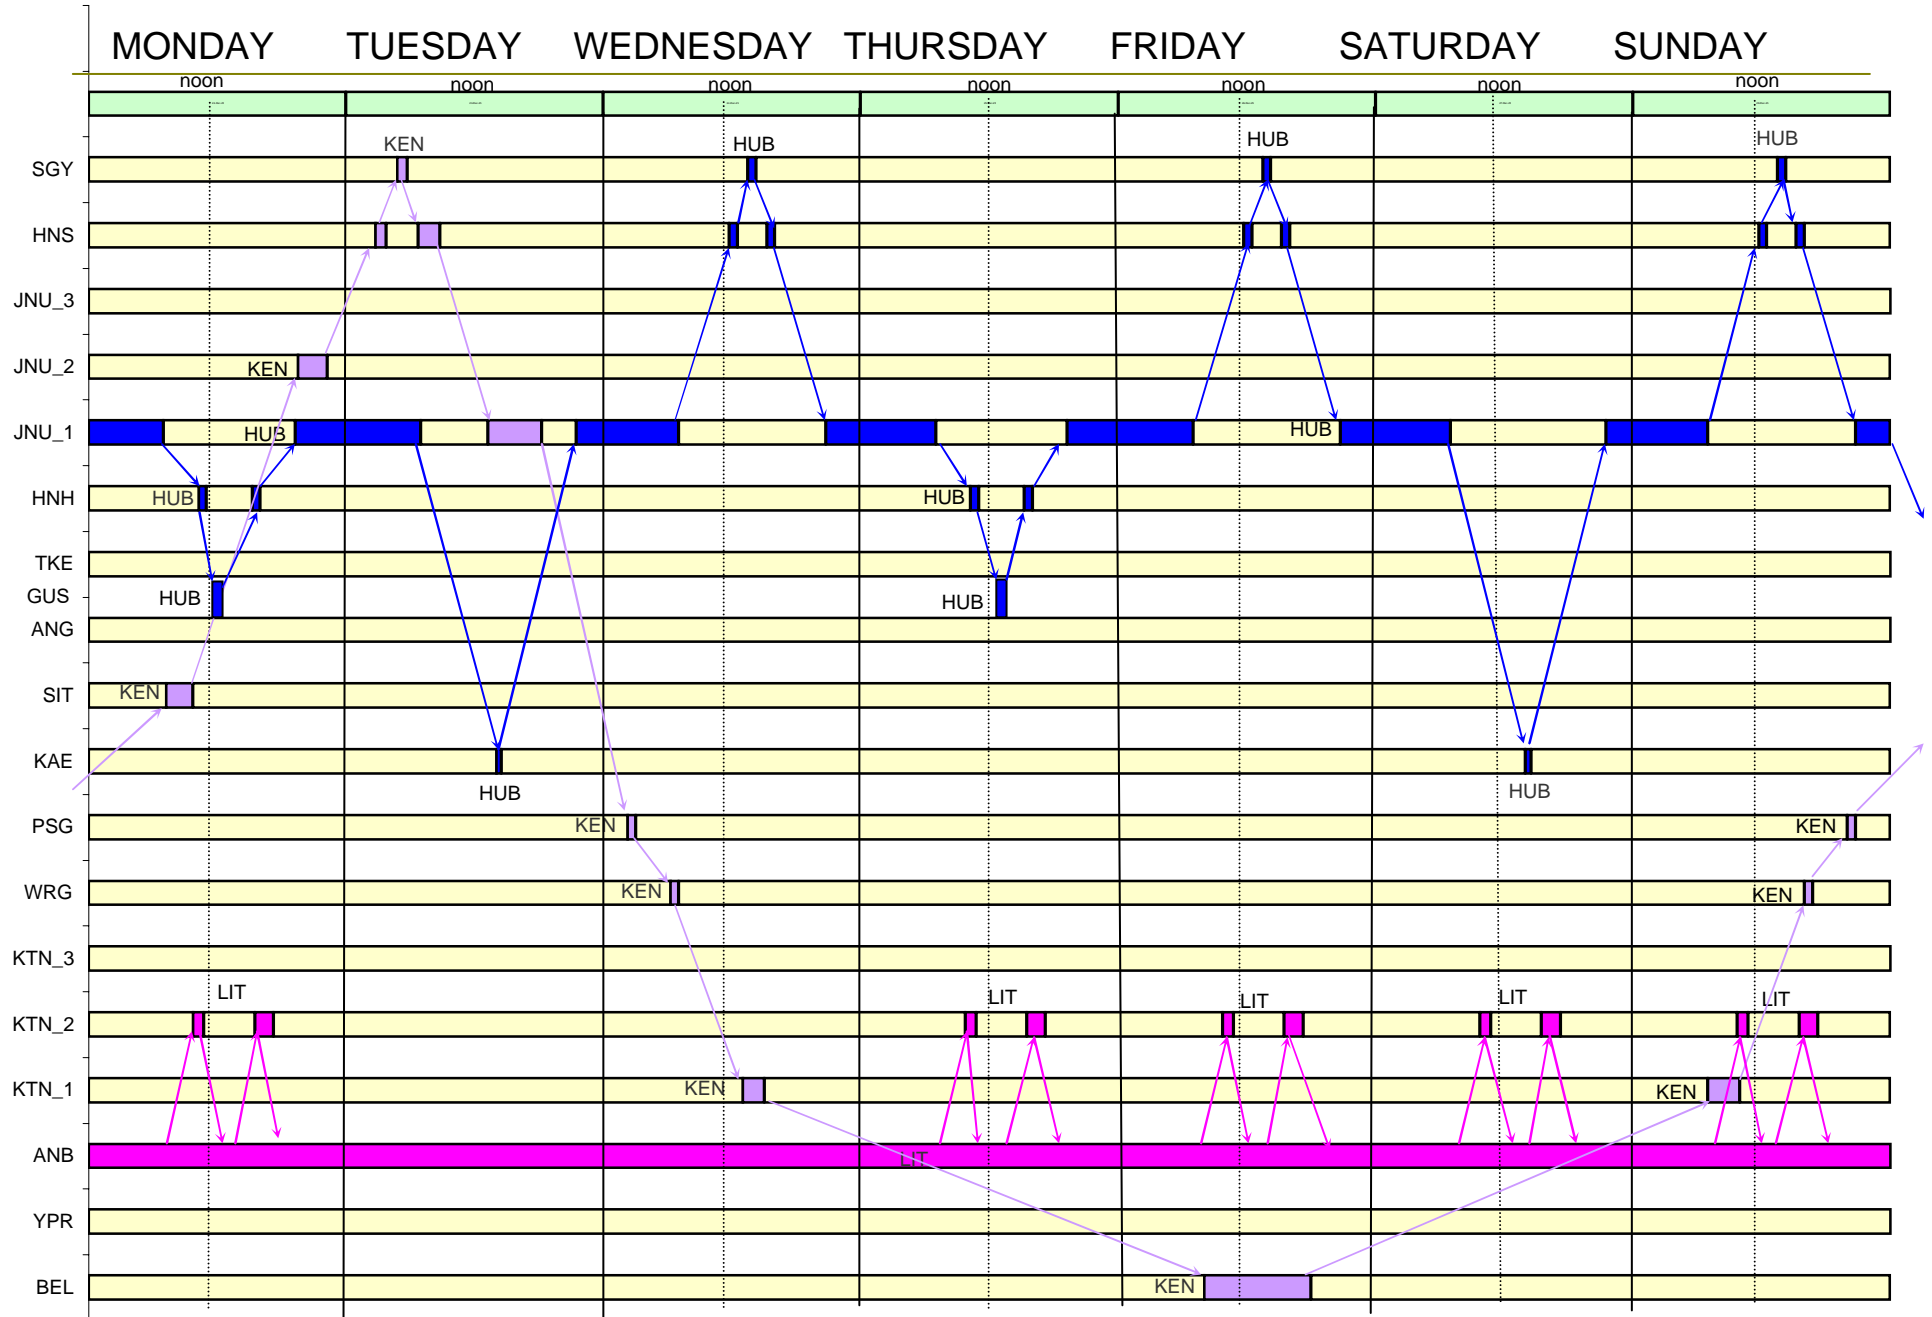 MONDAY TUESDAY WEDNESDAY THURSDAY FRIDAY SATURDAY SUNDAY
noon noon noon noon noon noon noon
KEN HUB HUB HUB
SGY
HNS
JNU_3
JNU_2 KEN
JNU_1 HUB HUB
HNH HUB HUB
TKE
GUS HUB HUB
ANG
SIT KEN
KAE
HUB HUB
PSG KEN KEN
WRG KEN KEN
KTN_3
LIT LIT LIT LIT LIT
KTN_2
KTN_1 KEN KEN
ANB LIT
YPR
BEL KEN